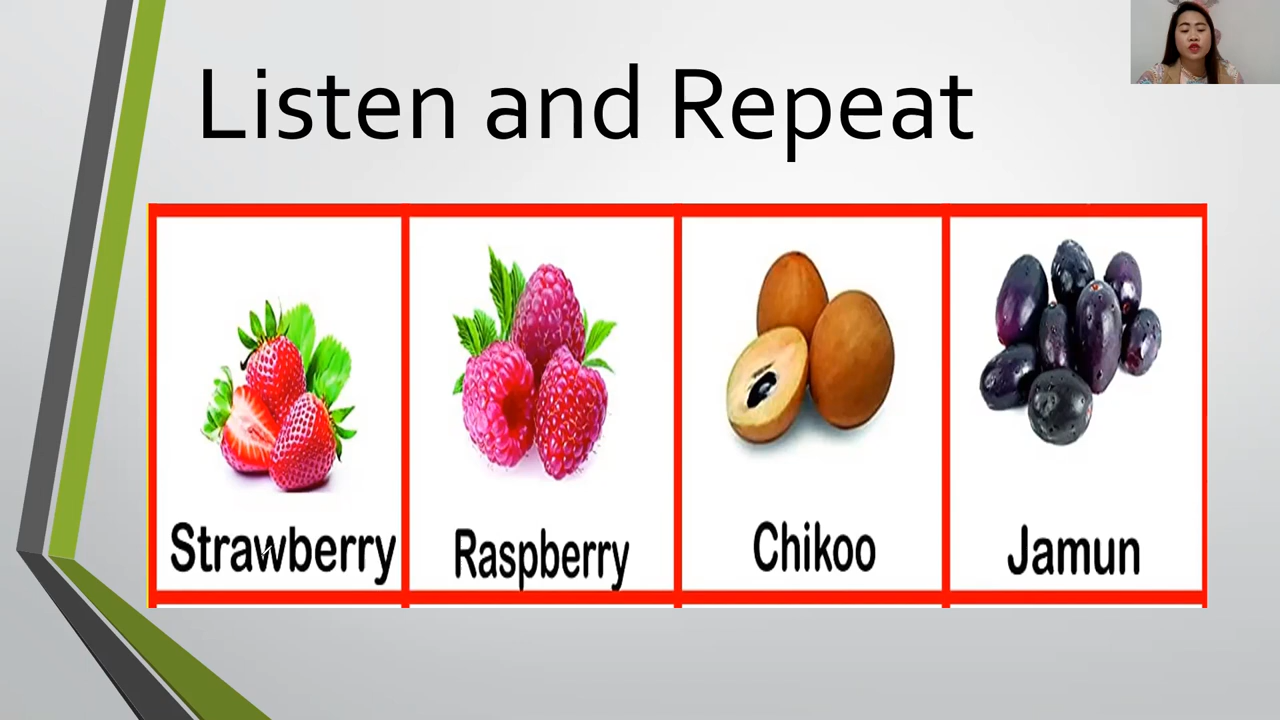 Listen and Repeat
Strawberry
Raspberry
Chikoo
Jamun